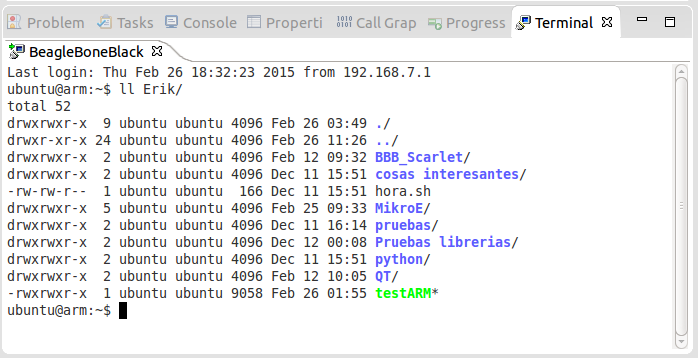 Problem Tasks Console Properti Call Grap Progress Terminal
BeagleBoneBlack
Last login: Thu Feb 26 18:32:23 2015 from 192.168.7.1
ubuntu@arm:~$ ll Erik/
total 52
drwxrwxr-x  9 ubuntu ubuntu 4096 Feb 26 03:49 ./
drwxr-xr-x 24 ubuntu ubuntu 4096 Feb 26 11:26 ../
drwxrwxr-x  2 ubuntu ubuntu 4096 Feb 12 09:32 BBB_Scarlet/
drwxrwxr-x  2 ubuntu ubuntu 4096 Dec 11 15:51 cosas interesantes/
-rw-rw-r--  1 ubuntu ubuntu  166 Dec 11 15:51 hora.sh
drwxrwxr-x  5 ubuntu ubuntu 4096 Feb 25 09:33 MikroE/
drwxrwxr-x  2 ubuntu ubuntu 4096 Dec 11 16:14 pruebas/
drwxrwxr-x  2 ubuntu ubuntu 4096 Dec 12 00:08 Pruebas librerias/
drwxrwxr-x  2 ubuntu ubuntu 4096 Dec 11 15:51 python/
drwxrwxr-x  2 ubuntu ubuntu 4096 Feb 12 10:05 QT/
-rwxrwxr-x  1 ubuntu ubuntu 9058 Feb 26 01:55 testARM*
ubuntu@arm:~$